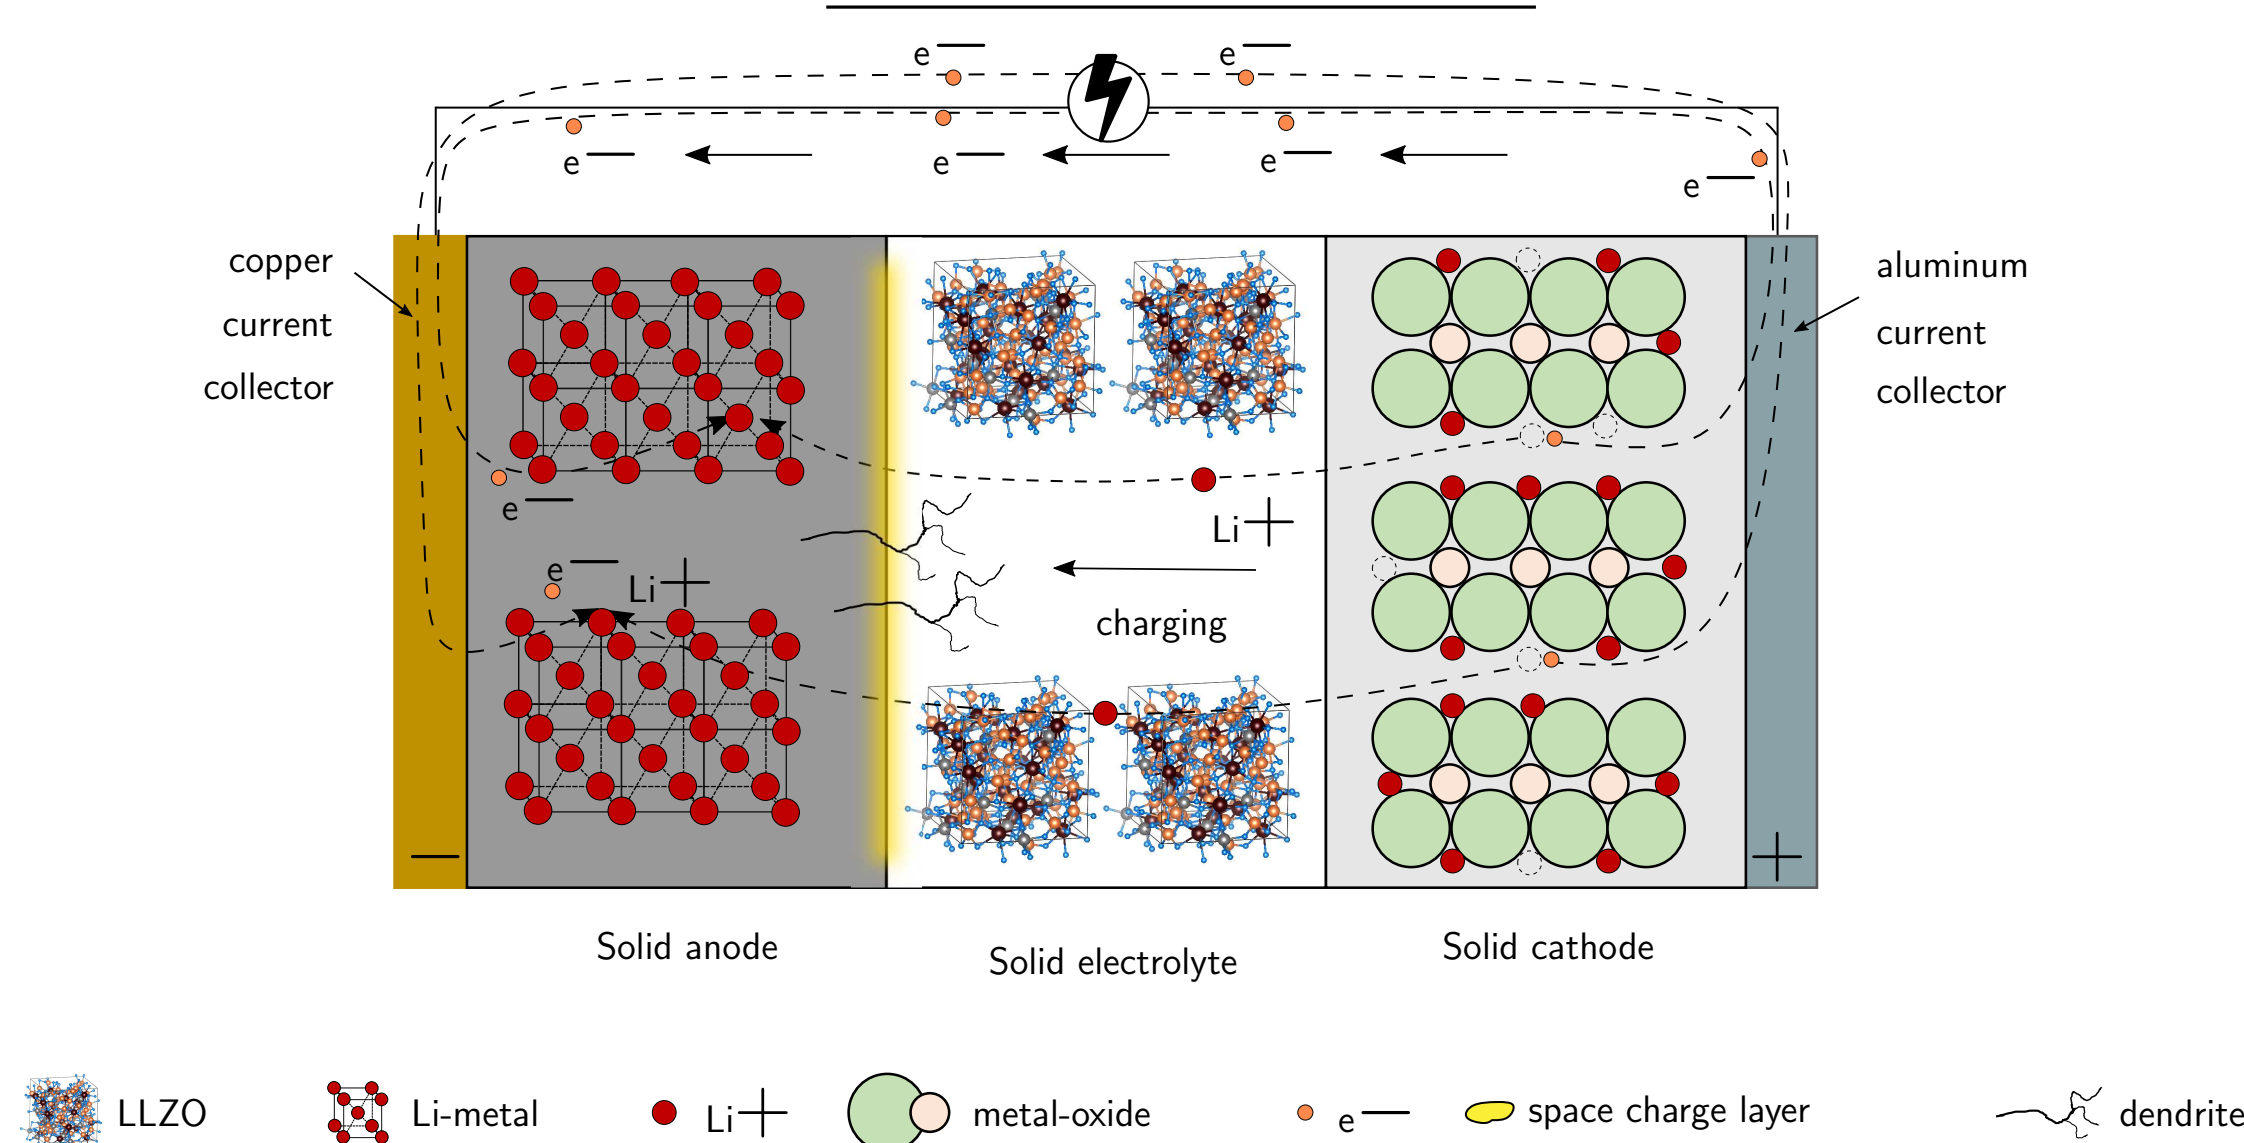 e— e—
e— e— e— e—
copper
current
collector
aluminum
current
collector
e—
e—
Li+
Li+
charging
— +
Solid anode
Solid electrolyte
Solid cathode
LLZO
Li-metal
Li+
metal-oxide
e—
space charge layer
dendrite